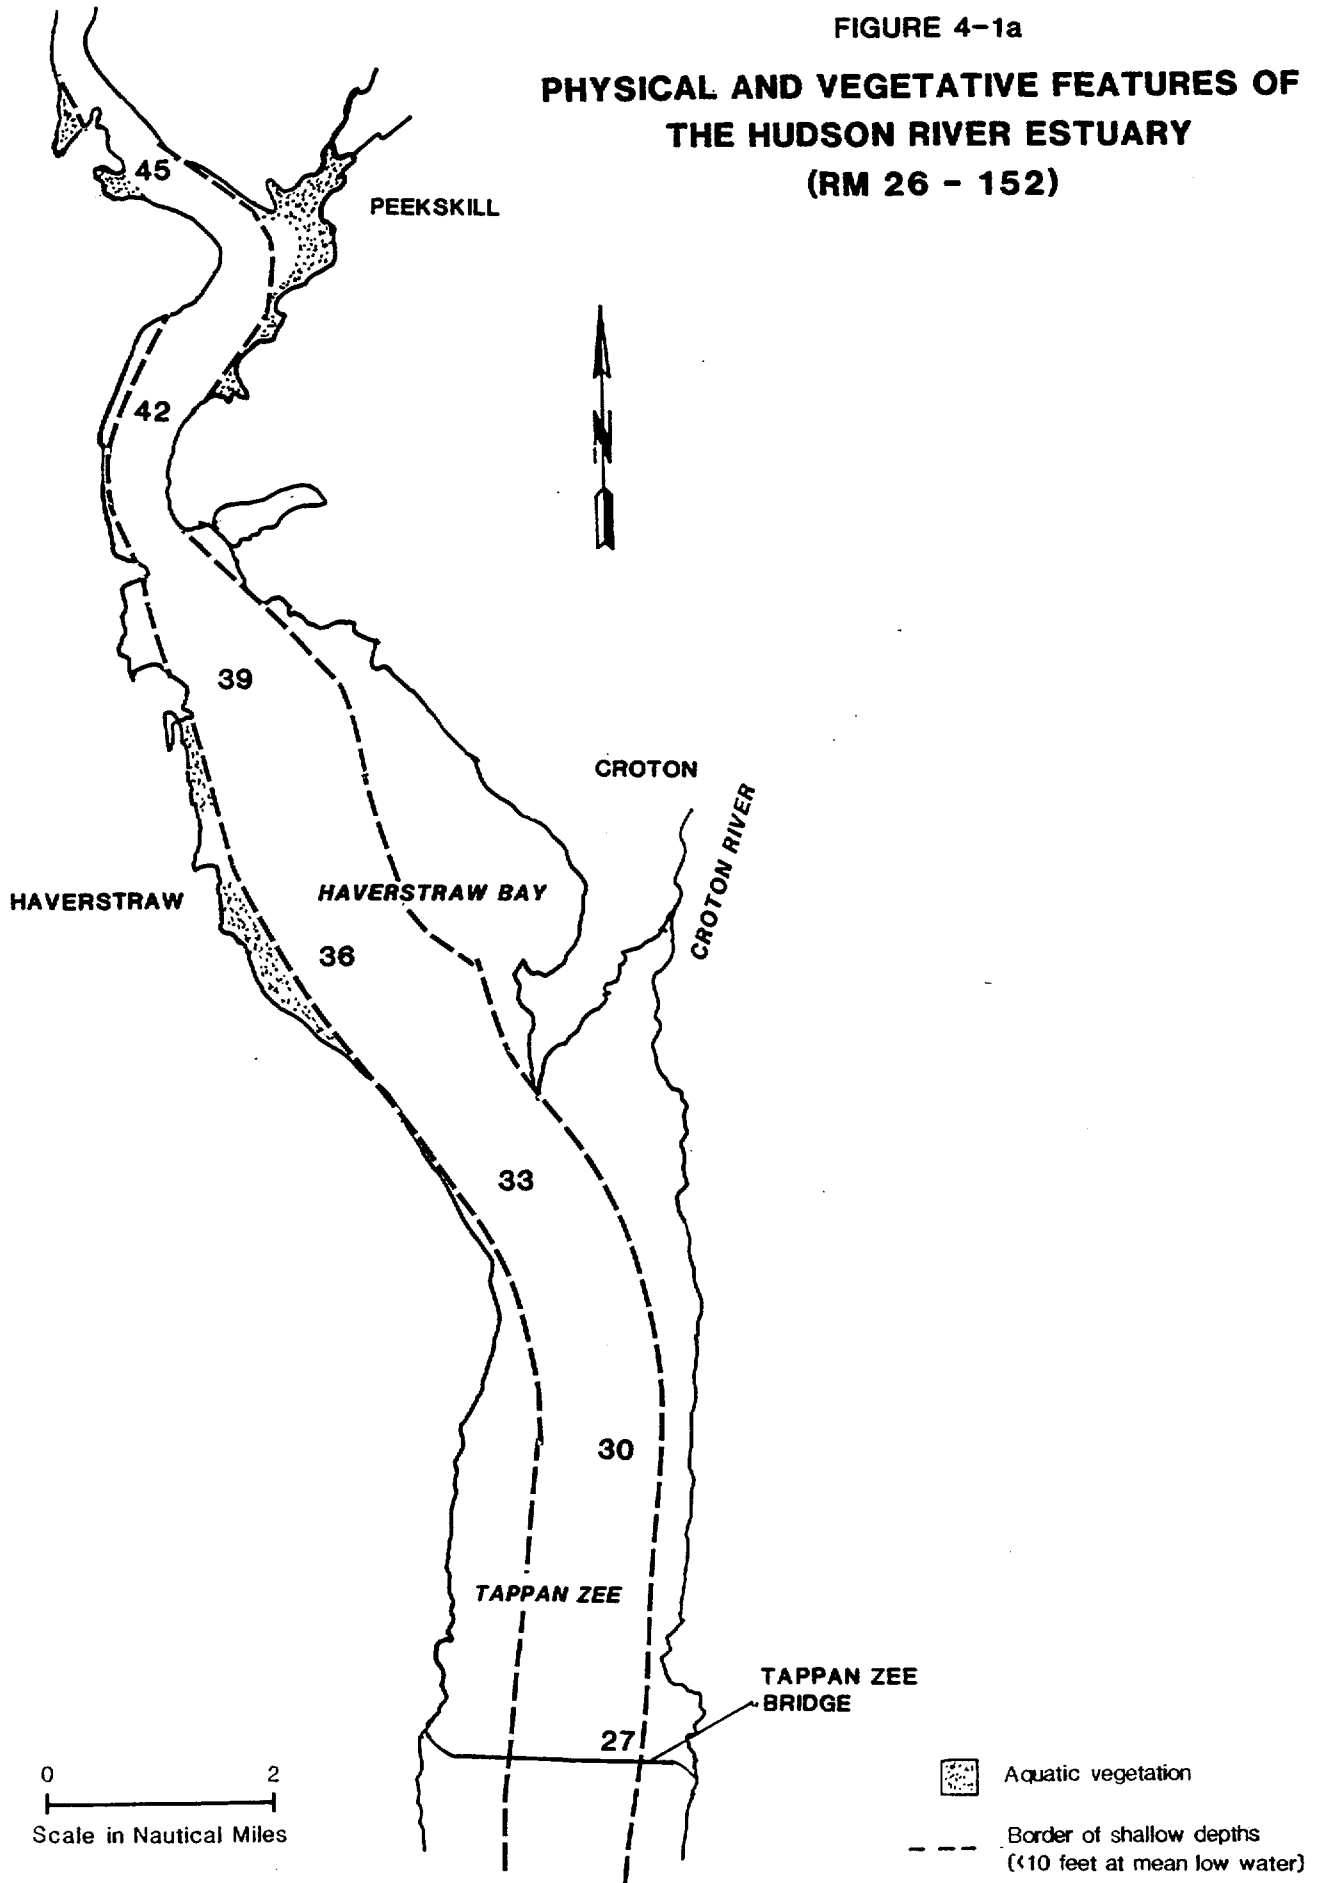 FIGURE 4-1a
PHYSICAL AND VEGETATIVE FEATURES OF
THE HUDSON RIVER ESTUARY
(RM 26 - 152)
45
PEEKSKILL
N
42
39
CROTON
CROTON RIVER
HAVERSTRAW BAY
HAVERSTRAW
36
33
30
TAPPAN ZEE
TAPPAN ZEE
BRIDGE
27
0 2
Scale in Nautical Miles
Aquatic vegetation
Border of shallow depths
(<10 feet at mean low water)